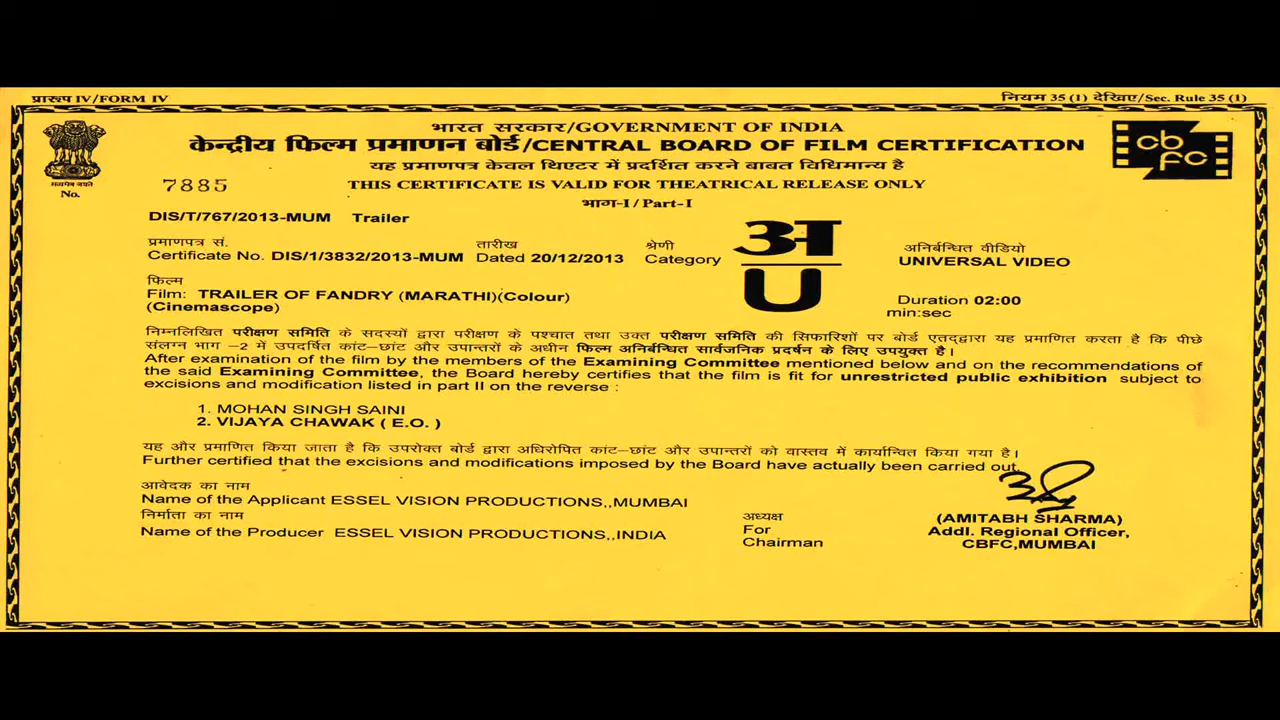 प्रारूप IV/FORM IV
नियम 35 (1) देखिए/Sec. Rule 35 (1)
भारत सरकार/GOVERNMENT OF INDIA
केन्द्रीय फिल्म प्रमाणन बोर्ड/CENTRAL BOARD OF FILM CERTIFICATION
cb
fc
यह प्रमाणपत्र केवल थिएटर में प्रदर्शित करने बाबत विधिमान्य है
सत्यमेव जयते
No.
7885
THIS CERTIFICATE IS VALID FOR THEATRICAL RELEASE ONLY
भाग-I/Part-I
DIS/T/767/2013-MUM Trailer
प्रमाणपत्र सं. तारीख श्रेणी अ अनिर्बन्धित वीडियो
Certificate No. DIS/1/3832/2013-MUM Dated 20/12/2013 Category U UNIVERSAL VIDEO
फिल्म
Film: TRAILER OF FANDRY (MARATHI)(Colour)
(Cinemascope)
Duration 02:00
min:sec
निम्नलिखित परीक्षण समिति के सदस्यों द्वारा परीक्षण के पश्चात तथा उक्त परीक्षण समिति की सिफारिशों पर बोर्ड एतद्द्वारा यह प्रमाणित करता है कि पीछे
संलग्न भाग -2 में उपदर्शित कांट-छांट और उपान्तरों के अधीन फिल्म अनिर्बन्धित सार्वजनिक प्रदर्षन के लिए उपयुक्त है।
After examination of the film by the members of the Examining Committee mentioned below and on the recommendations of
the said Examining Committee, the Board hereby certifies that the film is fit for unrestricted public exhibition subject to
excisions and modification listed in part II on the reverse :
1. MOHAN SINGH SAINI
2. VIJAYA CHAWAK ( E.O. )
यह और प्रमाणित किया जाता है कि उपरोक्त बोर्ड द्वारा अधिरोपित कांट-छांट और उपान्तरों को वास्तव में कार्यान्वित किया गया है।
Further certified that the excisions and modifications imposed by the Board have actually been carried out.
आवेदक का नाम
Name of the Applicant ESSEL VISION PRODUCTIONS,,MUMBAI
निर्माता का नाम
Name of the Producer ESSEL VISION PRODUCTIONS,,INDIA
अध्यक्ष
For
Chairman
(AMITABH SHARMA)
Addl. Regional Officer,
CBFC,MUMBAI